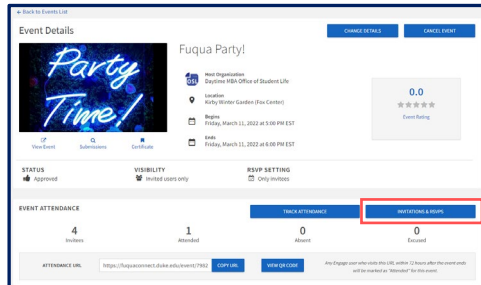 ← Back to Events List
Event Details
CHANGE DETAILS
CANCEL EVENT
Party
Time!
Fuqua Party!
Host Organization
Daytime MBA Office of Student Life
Location
Kirby Winter Garden (Fox Center)
Begins
Friday, March 11, 2022 at 5:00 PM EST
Ends
Friday, March 11, 2022 at 6:00 PM EST
0.0
Event Rating
View Event
Submissions
Certificate
STATUS
Approved
VISIBILITY
Invited users only
RSVP SETTING
Only Invitees
EVENT ATTENDANCE
TRACK ATTENDANCE
INVITATIONS & RSVPS
4
Invitees
1
Attended
0
Absent
0
Excused
ATTENDANCE URL
https://fuquaconnect.duke.edu/event/7982
COPY URL
VIEW QR CODE
Any Engage user who visits this URL within 12 hours after the event ends
will be marked as "Attended" for this event.